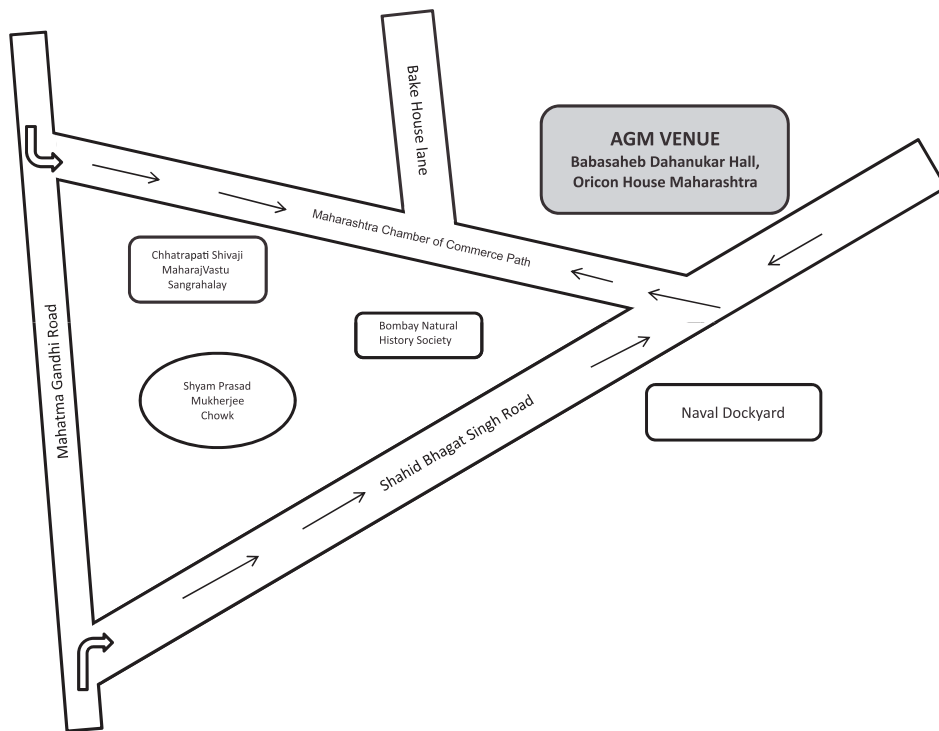 Bake House lane
AGM VENUE
Babasaheb Dahanukar Hall,
Oricon House Maharashtra
Maharashtra Chamber of Commerce Path
Chhatrapati Shivaji
MaharajVastu
Sangrahalay
Bombay Natural
History Society
Mahatma Gandhi Road
Shyam Prasad
Mukherjee
Chowk
Naval Dockyard
Shahid Bhagat Singh Road